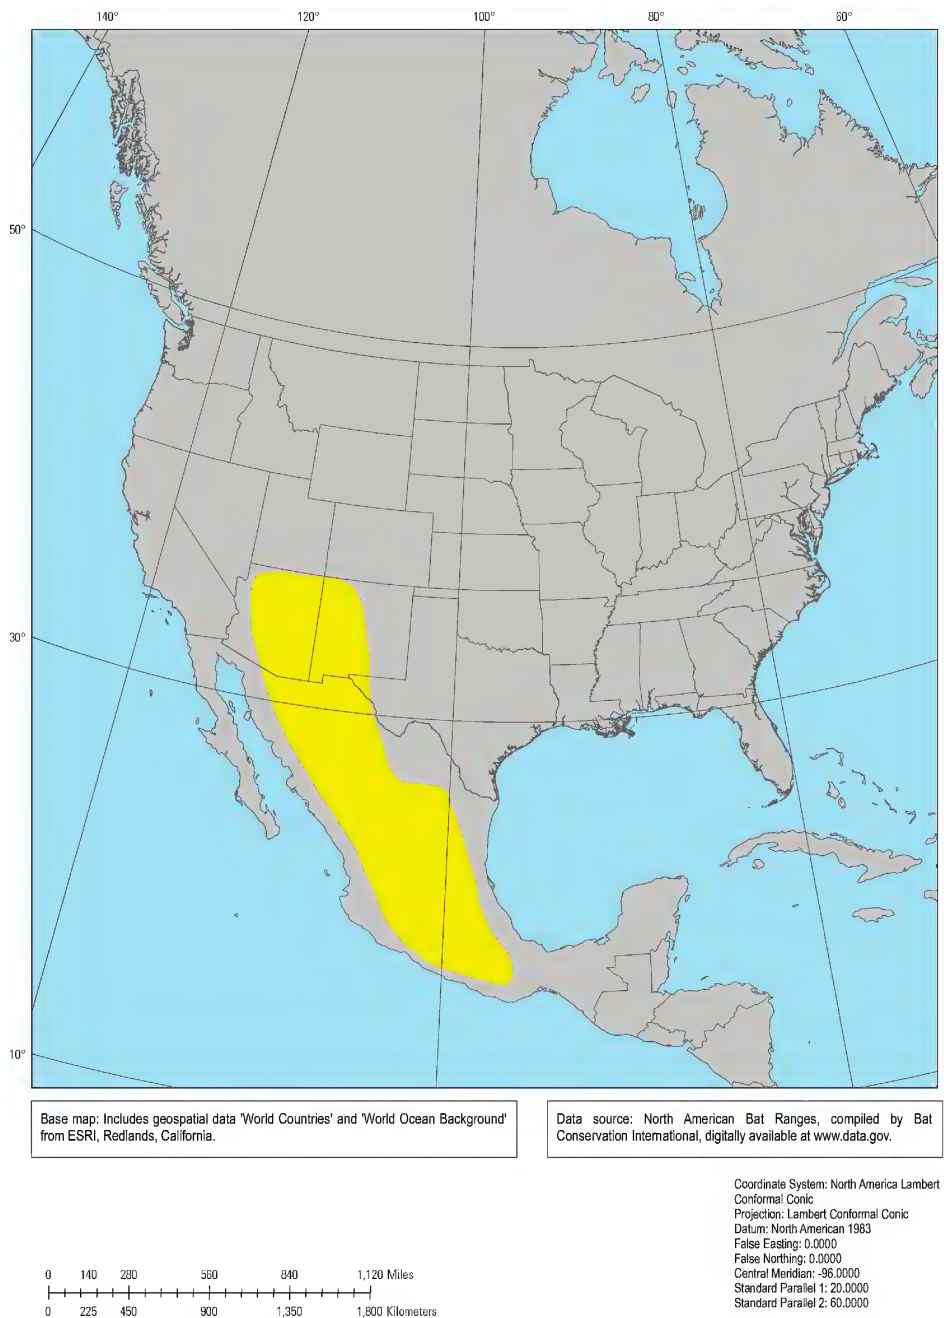 140° 120° 100° 80° 60°
50°
30°
10°
Base map: Includes geospatial data 'World Countries' and 'World Ocean Background'
from ESRI, Redlands, California.
Data source: North American Bat Ranges, compiled by Bat
Conservation International, digitally available at www.data.gov.
Coordinate System: North America Lambert
Conformal Conic
Projection: Lambert Conformal Conic
Datum: North American 1983
False Easting: 0.0000
False Northing: 0.0000
Central Meridian: -96.0000
Standard Parallel 1: 20.0000
Standard Parallel 2: 60.0000
0 140 280 560 840 1,120 Miles
0 225 450 900 1,350 1,800 Kilometers